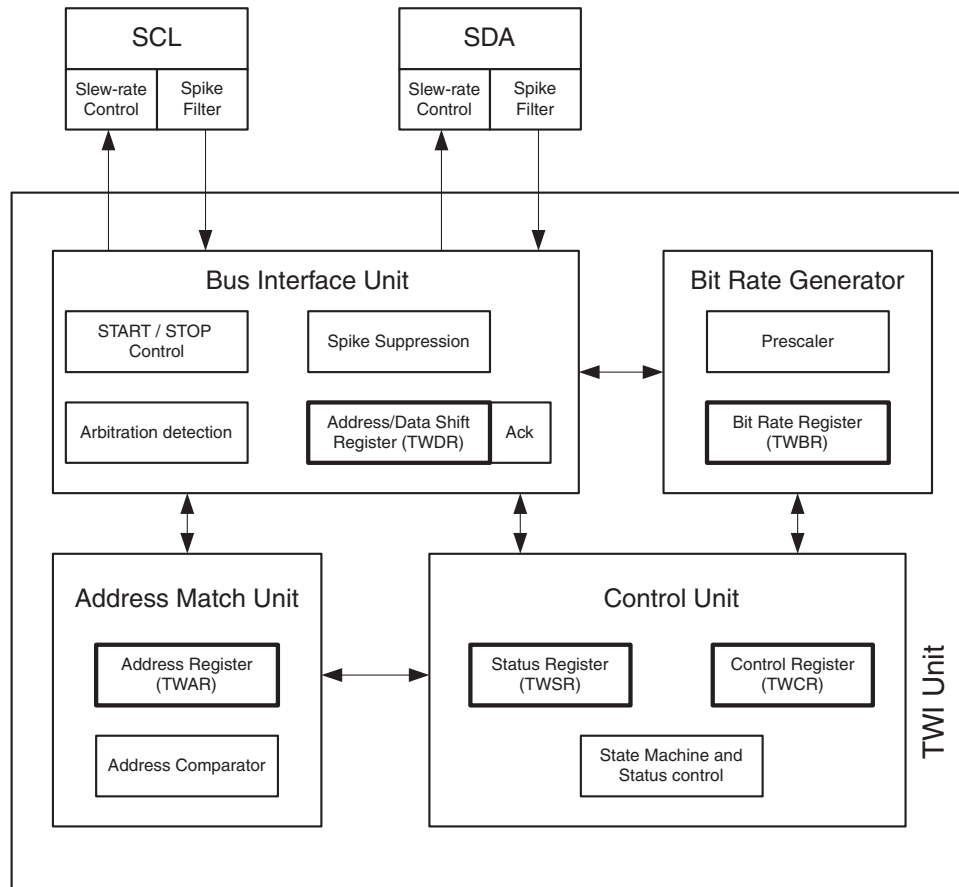 SCL
Slew-rate
Control
Spike
Filter
SDA
Slew-rate
Control
Spike
Filter
Bus Interface Unit
START / STOP
Control
Spike Suppression
Arbitration detection
Address/Data Shift
Register (TWDR)
Ack
Bit Rate Generator
Prescaler
Bit Rate Register
(TWBR)
Address Match Unit
Address Register
(TWAR)
Address Comparator
Control Unit
Status Register
(TWSR)
Control Register
(TWCR)
State Machine and
Status control
TWI Unit